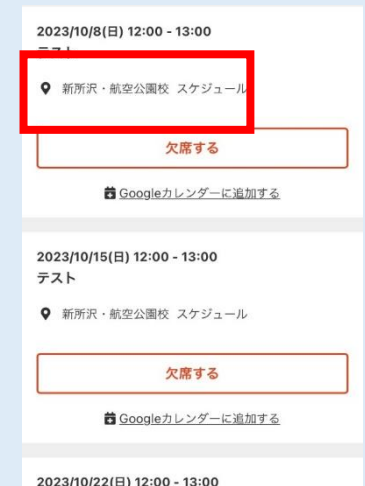 2023/10/8(日) 12:00 - 13:00
テスト
新所沢・航空公園校 スケジュール
欠席する
Googleカレンダーに追加する
2023/10/15(日) 12:00 - 13:00
テスト
新所沢・航空公園校 スケジュール
欠席する
Googleカレンダーに追加する
2023/10/22(日) 12:00 - 13:00